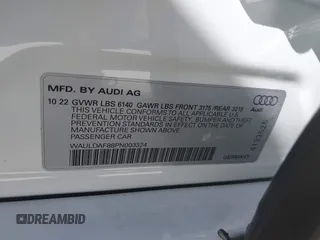 MFD. BY AUDI AG
10 22 GVWR LBS 6140 GAWR LBS FRONT 3175 /REAR 3219
THIS VEHICLE CONFORMS TO ALL APPLICABLE U.S.
FEDERAL MOTOR VEHICLE SAFETY, BUMPER, AND
THEFT PREVENTION STANDARDS IN EFFECT
ON THE DATE OF MANUFACTURE SHOWN ABOVE
PASSENGER CAR
WAULDAF88PN003324
DREAMBID